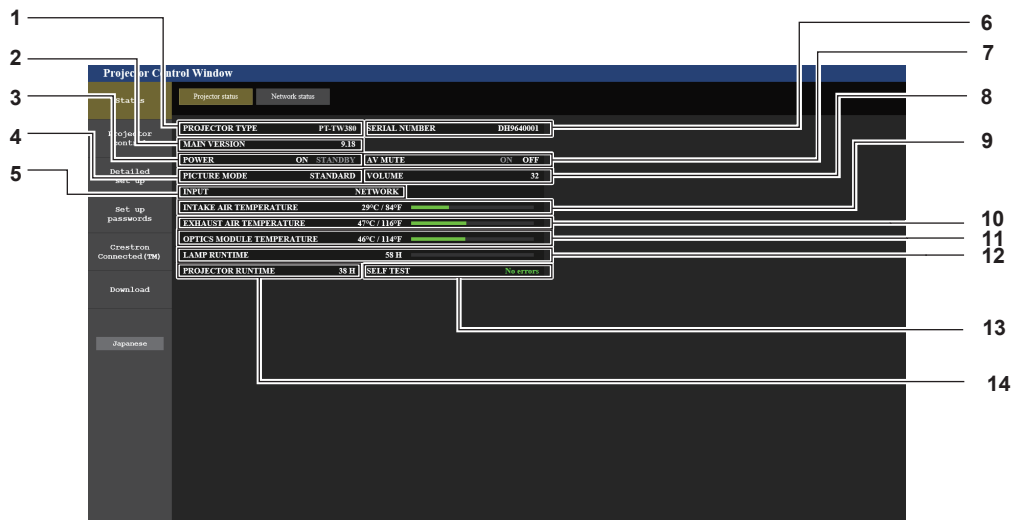 1
2
3
4
5
6
7
8
9
10
11
12
13
14
Projector Control Window
Status
Projector control
Detailed set up
Set up passwords
Crestron Connected(TM)
Download
Japanese
Projector status Network status
PROJECTOR TYPE PT-TW380 SERIAL NUMBER DH9640001
MAIN VERSION 9.18
POWER ON STANDBY AV MUTE ON OFF
PICTURE MODE STANDARD VOLUME 32
INPUT NETWORK
INTAKE AIR TEMPERATURE 29°C / 84°F
EXHAUST AIR TEMPERATURE 47°C / 116°F
OPTICS MODULE TEMPERATURE 46°C / 114°F
LAMP RUNTIME 58 H
PROJECTOR RUNTIME 38 H SELF TEST No errors